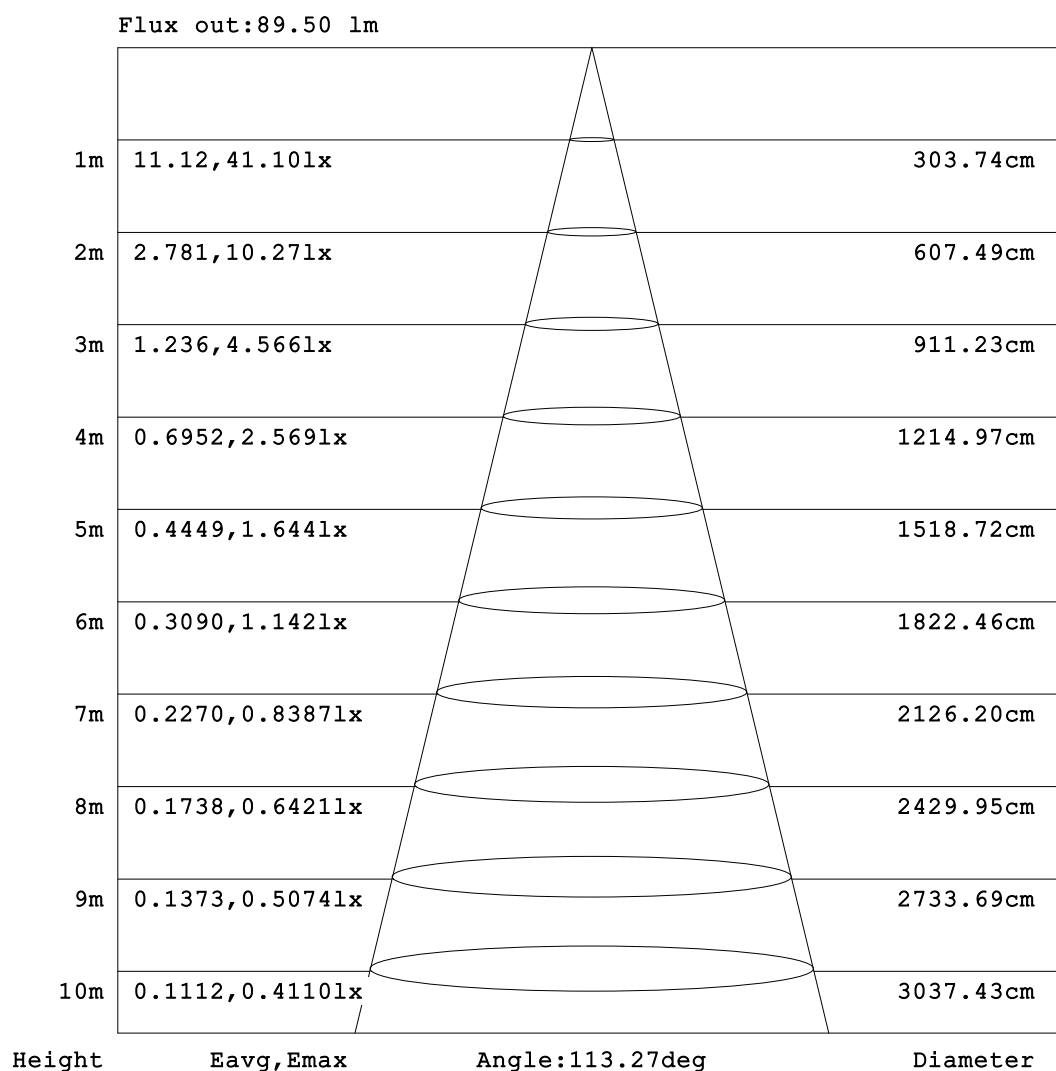 Flux out:89.50 lm
1m 11.12,41.10lx 303.74cm
2m 2.781,10.27lx 607.49cm
3m 1.236,4.566lx 911.23cm
4m 0.6952,2.569lx 1214.97cm
5m 0.4449,1.644lx 1518.72cm
6m 0.3090,1.142lx 1822.46cm
7m 0.2270,0.8387lx 2126.20cm
8m 0.1738,0.6421lx 2429.95cm
9m 0.1373,0.5074lx 2733.69cm
10m 0.1112,0.4110lx 3037.43cm
Height Eavg,Emax Angle:113.27deg Diameter